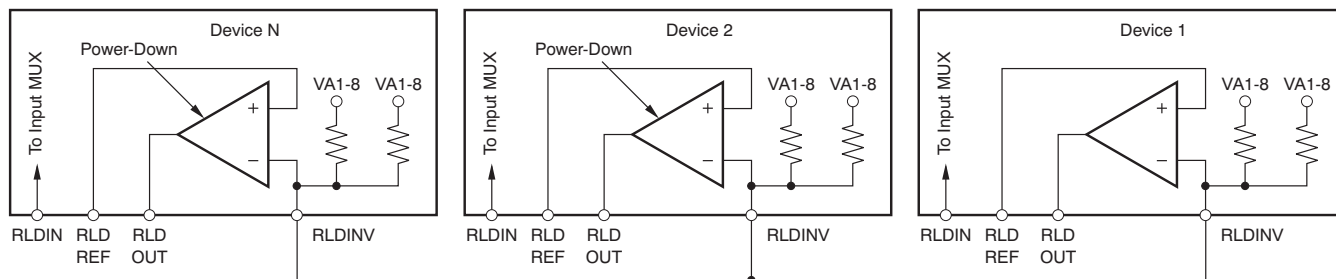 Device N
Power-Down
To Input MUX
VA1-8
VA1-8
+
−
RLDIN
RLD
REF
RLD
OUT
RLDINV
Device 2
Power-Down
To Input MUX
VA1-8
VA1-8
+
−
RLDIN
RLD
REF
RLD
OUT
RLDINV
Device 1
To Input MUX
VA1-8
VA1-8
+
−
RLDIN
RLD
REF
RLD
OUT
RLDINV